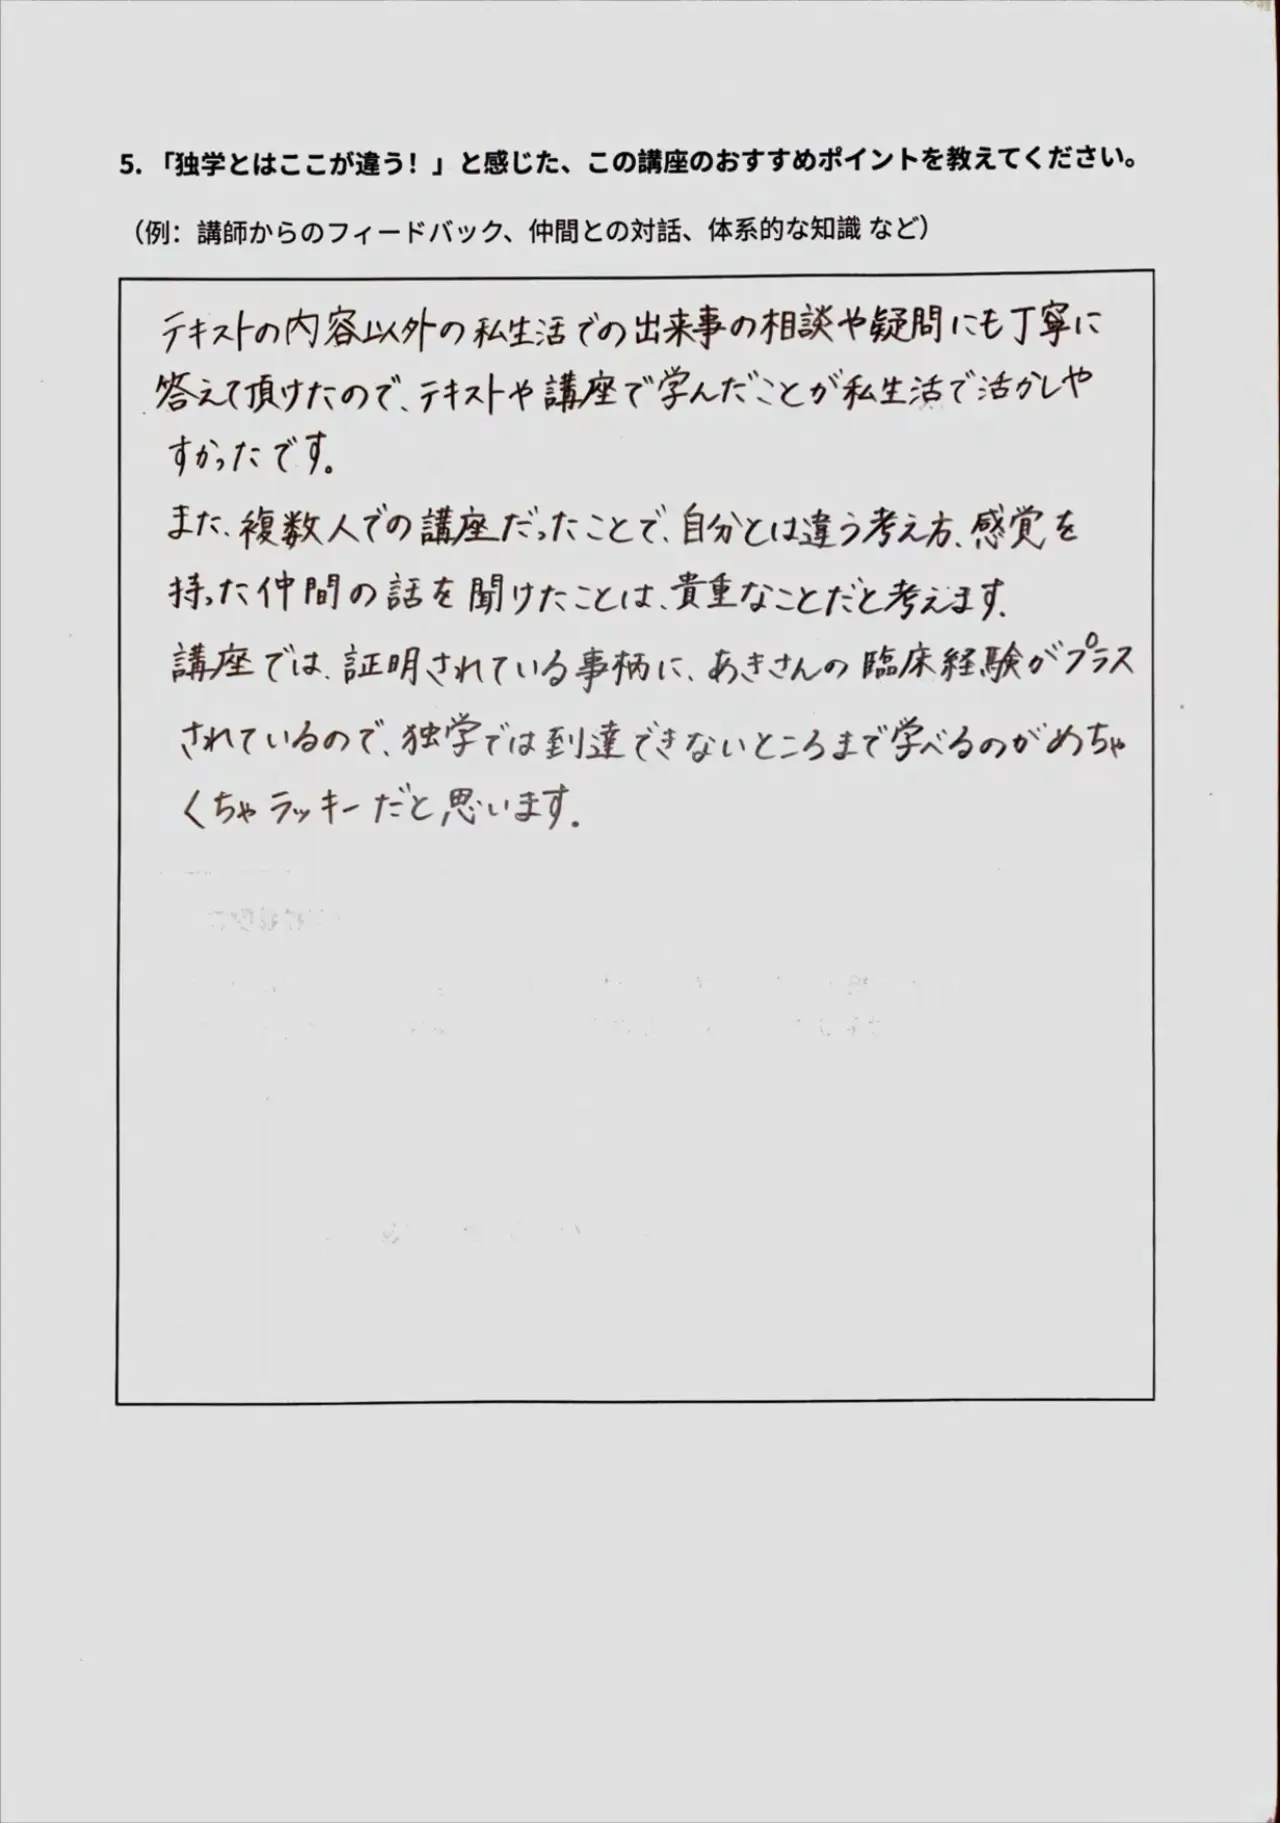 5. 「独学とはここが違う！」と感じた、この講座のおすすめポイントを教えてください。
（例：講師からのフィードバック、仲間との対話、体系的な知識 など）
テキストの内容以外の私生活での出来事の相談や疑問にも丁寧に
答えて頂けたので、テキストや講座で学んだことが私生活で活かしや
すかったです。
また、複数人での講座だったことで、自分とは違う考え方、感覚を
持った仲間の話を聞けたことは、貴重なことだと考えます。
講座では、証明されている事柄に、あきさんの臨床経験がプラス
されているので、独学では到達できないところまで学べるのがめちゃ
くちゃラッキーだと思います。